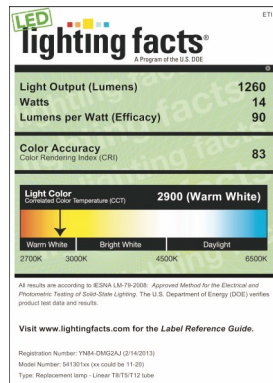 ETI
LED
lighting facts®
A Program of the U.S. DOE
Light Output (Lumens) 1260
Watts 14
Lumens per Watt (Efficacy) 90
Color Accuracy
Color Rendering Index (CRI) 83
Light Color
Correlated Color Temperature (CCT) 2900 (Warm White)
Warm White Bright White Daylight
2700K 3000K 4500K 6500K
All results are according to IESNA LM-79-2008: Approved Method for the Electrical and
Photometric Testing of Solid-State Lighting. The U.S. Department of Energy (DOE) verifies
product test data and results.
Visit www.lightingfacts.com for the Label Reference Guide.
Registration Number: YN84-DMG2AJ (2/14/2013)
Model Number: 541301xx (xx could be 11-20)
Type: Replacement lamp - Linear T8/T5/T12 tube